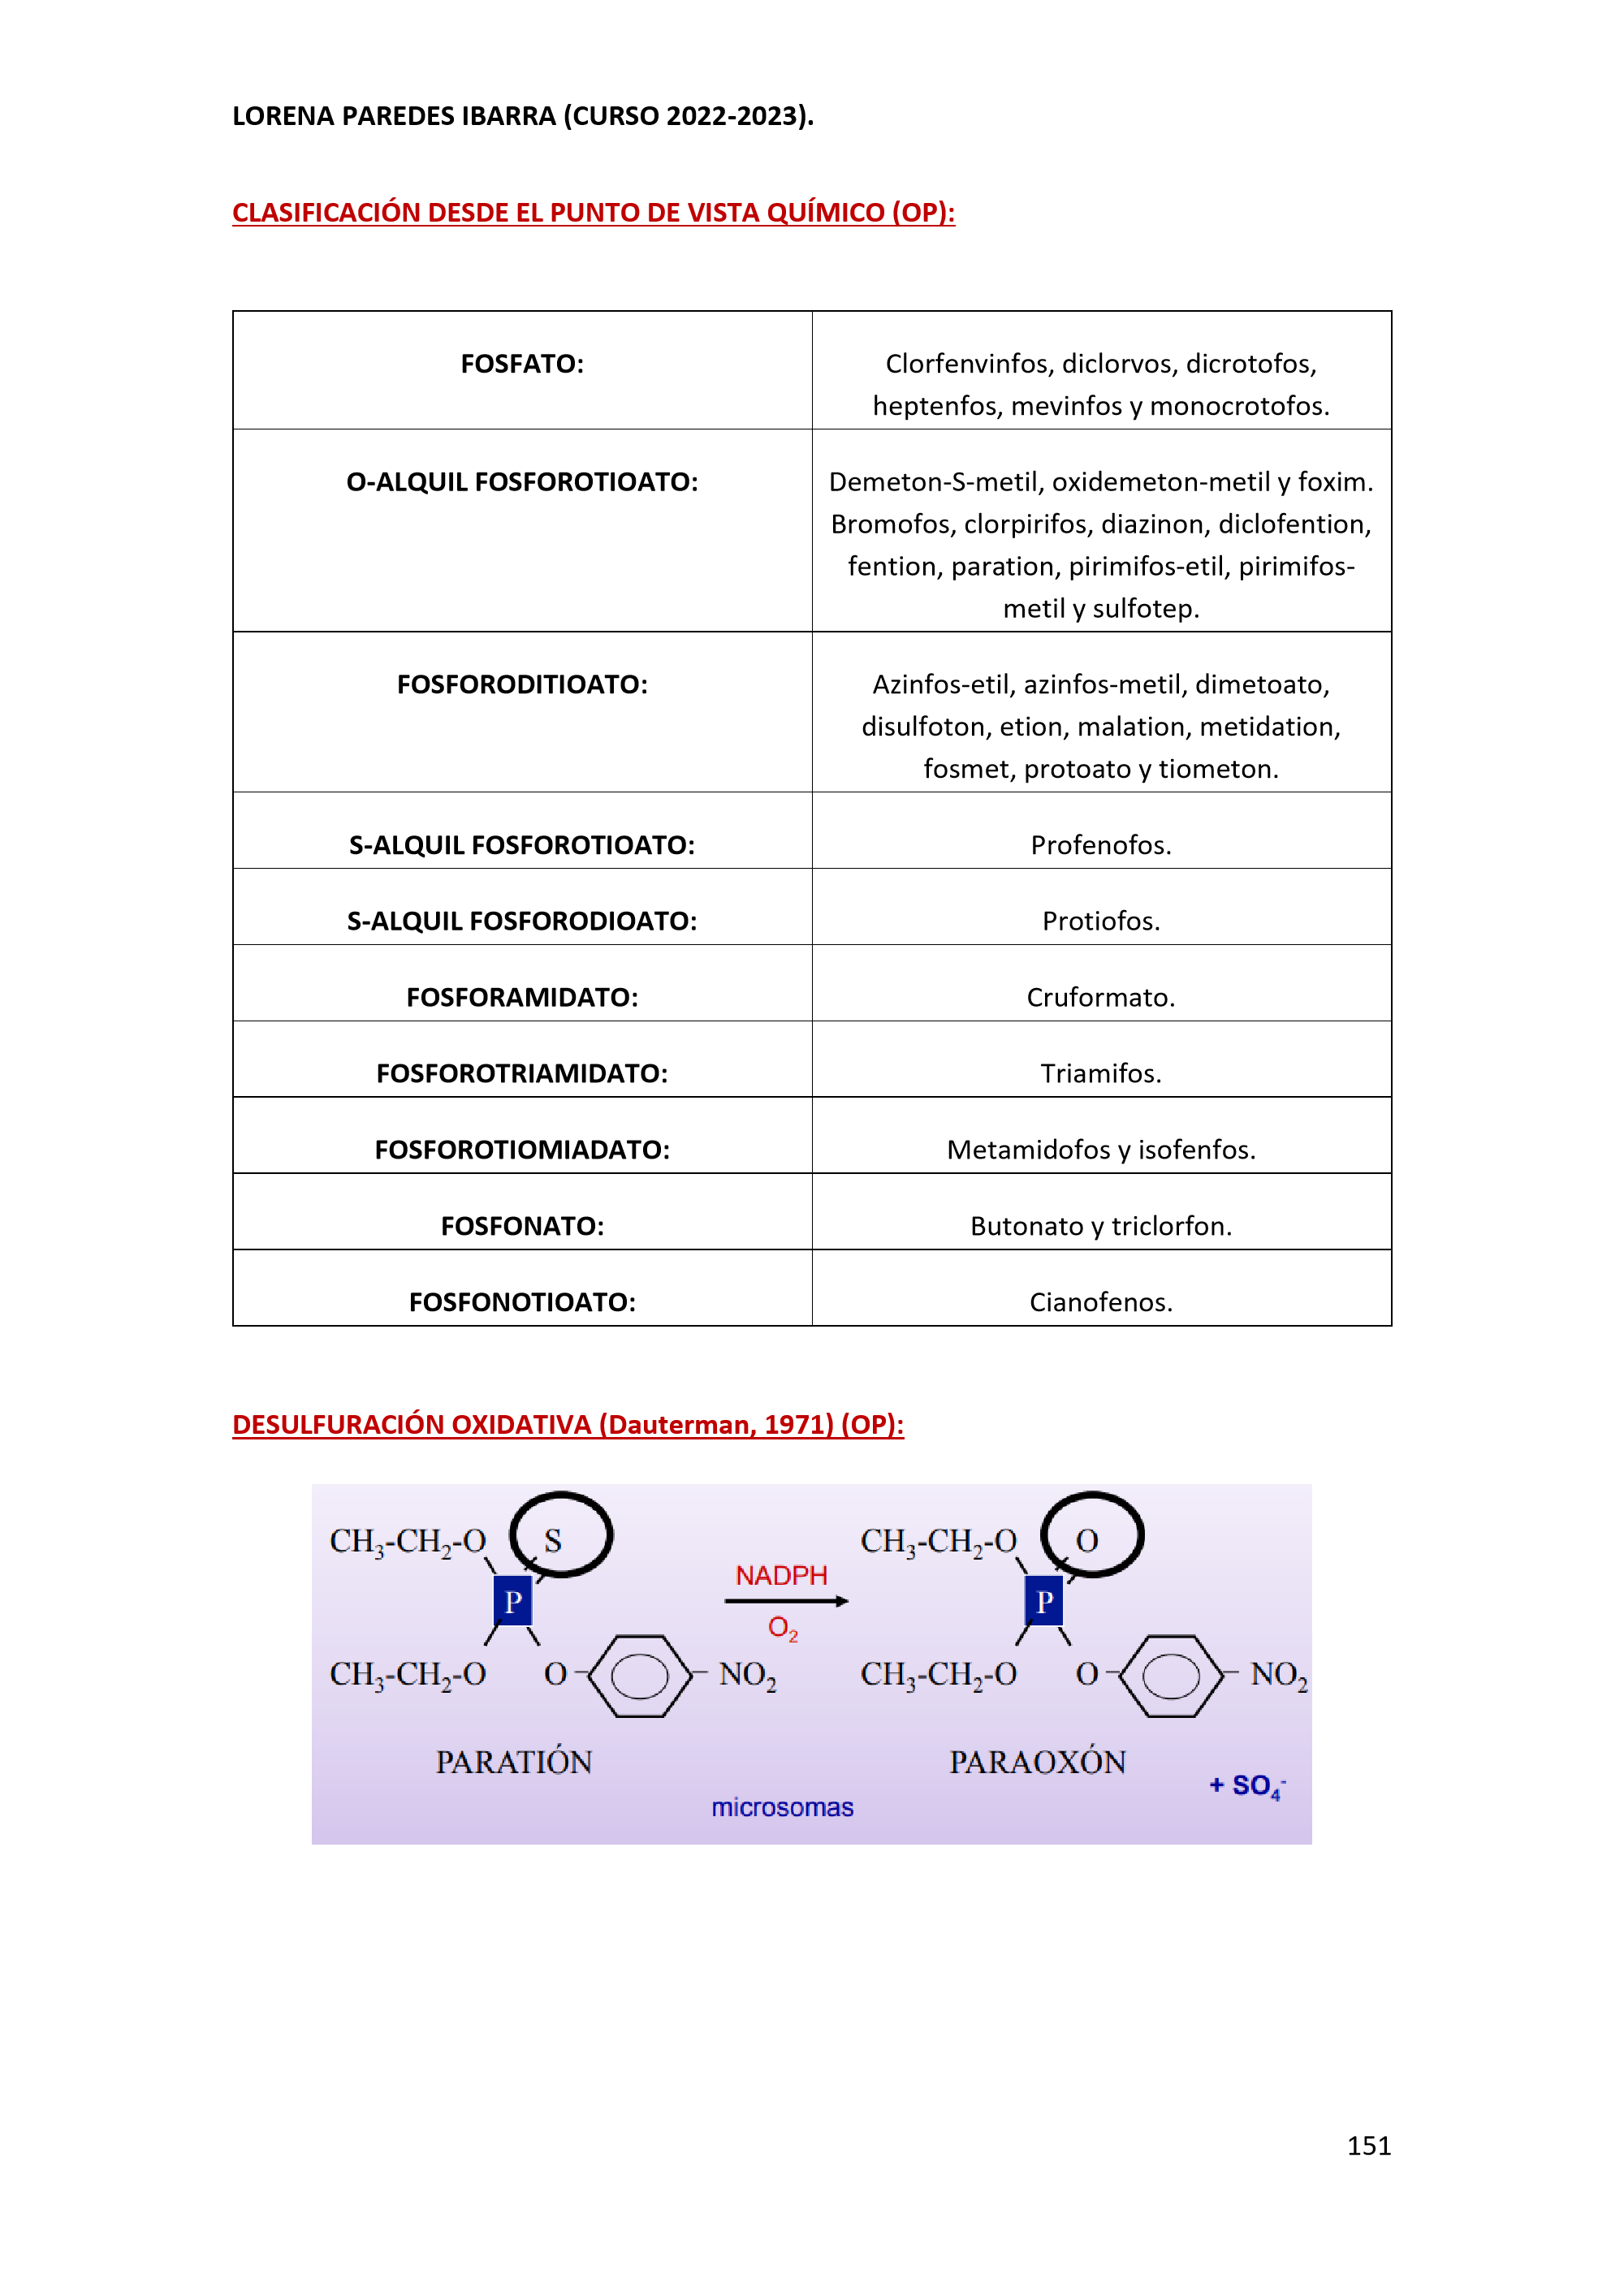 LORENA PAREDES IBARRA (CURSO 2022-2023).
CLASIFICACIÓN DESDE EL PUNTO DE VISTA QUÍMICO (OP):
FOSFATO:
Clorfenvinfos, diclorvos, dicrotofos,
heptenfos, mevinfos y monocrotofos.
O-ALQUIL FOSFOROTIOATO:
Demeton-S-metil, oxidemeton-metil y foxim.
Bromofos, clorpirifos, diazinon, diclofention,
fention, paration, pirimifos-etil, pirimifos-
metil y sulfotep.
FOSFORODITIOATO:
Azinfos-etil, azinfos-metil, dimetoato,
disulfoton, etion, malation, metidation,
fosmet, protoato y tiometon.
S-ALQUIL FOSFOROTIOATO:
Profenofos.
S-ALQUIL FOSFORODIOATO:
Protiofos.
FOSFORAMIDATO:
Cruformato.
FOSFOROTRIAMIDATO:
Triamifos.
FOSFOROTIOMIADATO:
Metamidofos y isofenfos.
FOSFONATO:
Butonato y triclorfon.
FOSFONOTIOATO:
Cianofenos.
DESULFURACIÓN OXIDATIVA (Dauterman, 1971) (OP):
CH₃-CH₂-O S
P
CH₃-CH₂-O O NO₂
PARATIÓN
NADPH
O₂
microsomas
CH₃-CH₂-O O
P
CH₃-CH₂-O O NO₂
PARAOXÓN
+ SO₄⁻
151